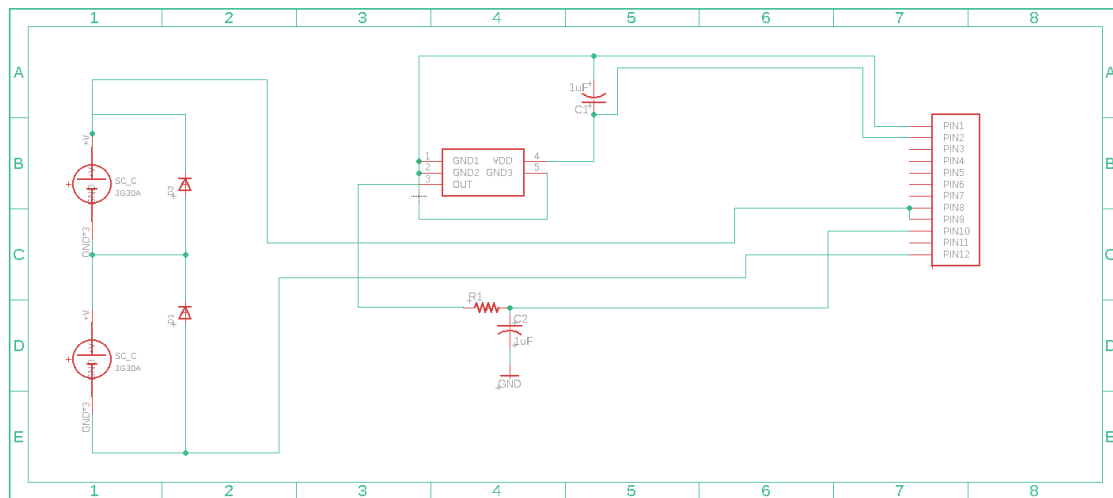 1 2 3 4 5 6 7 8
A A
B B
C C
D D
E E
1uF
C1
+V
SC_C
3G30A
GND
+V
GND*3
D2
1 GND1 VDD 4
2 GND2 GND3 5
3 OUT
PIN1
PIN2
PIN3
PIN4
PIN5
PIN6
PIN7
PIN8
PIN9
PIN10
PIN11
PIN12
R1
C2
1uF
GND
+V
D1
SC_C
3G30A
GND
+V
GND*3
1 2 3 4 5 6 7 8